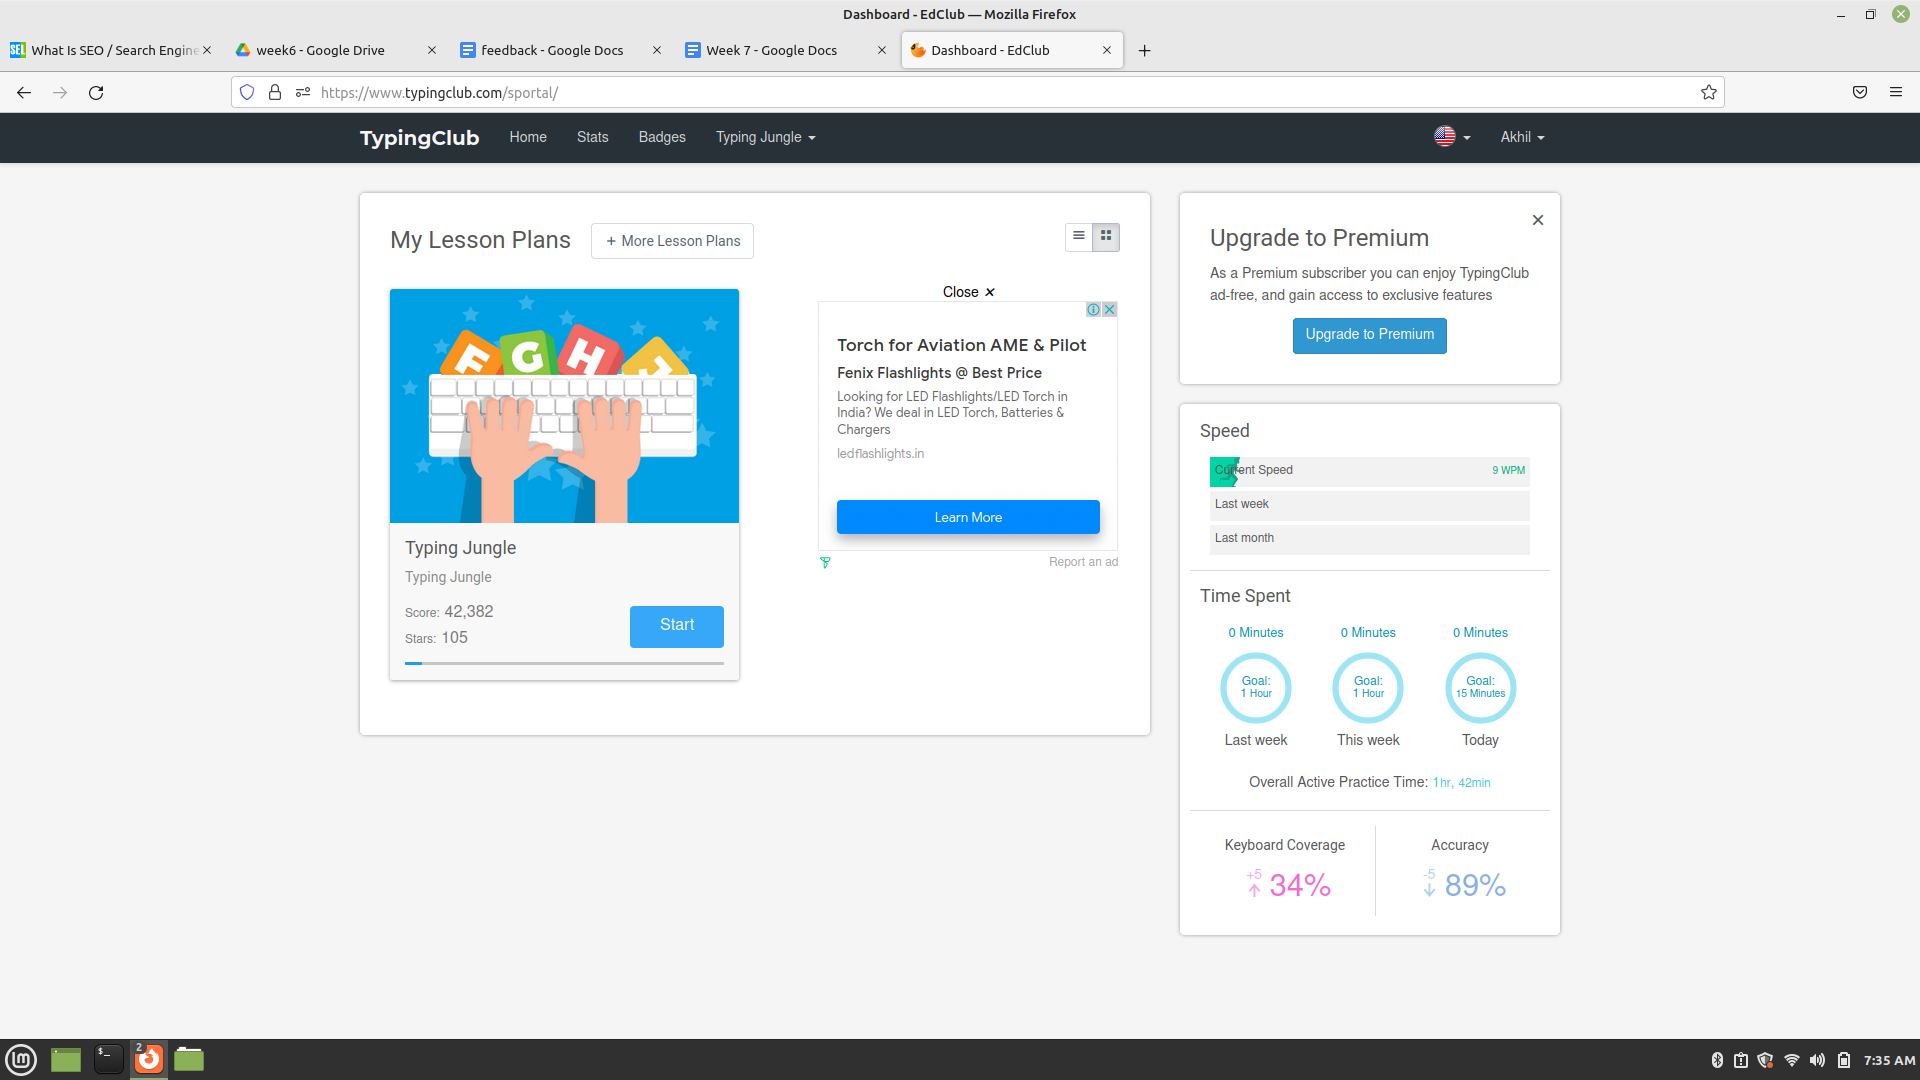 Dashboard - EdClub — Mozilla Firefox
What Is SEO / Search Engine
week6 - Google Drive
feedback - Google Docs
Week 7 - Google Docs
Dashboard - EdClub
https://www.typingclub.com/sportal/
TypingClub
Home
Stats
Badges
Typing Jungle
Akhil
My Lesson Plans
+ More Lesson Plans
Close ✕
Torch for Aviation AME & Pilot
Fenix Flashlights @ Best Price
Looking for LED Flashlights/LED Torch in
India? We deal in LED Torch, Batteries &
Chargers
ledflashlights.in
Learn More
Report an ad
F G H J
Typing Jungle
Typing Jungle
Score: 42,382
Stars: 105
Start
Upgrade to Premium
As a Premium subscriber you can enjoy TypingClub
ad-free, and gain access to exclusive features
Upgrade to Premium
Speed
Current Speed 9 WPM
Last week
Last month
Time Spent
0 Minutes 0 Minutes 0 Minutes
Goal: Goal: Goal:
1 Hour 1 Hour 15 Minutes
Last week This week Today
Overall Active Practice Time: 1hr, 42min
Keyboard Coverage Accuracy
+5 34% -5 89%
2
7:35 AM